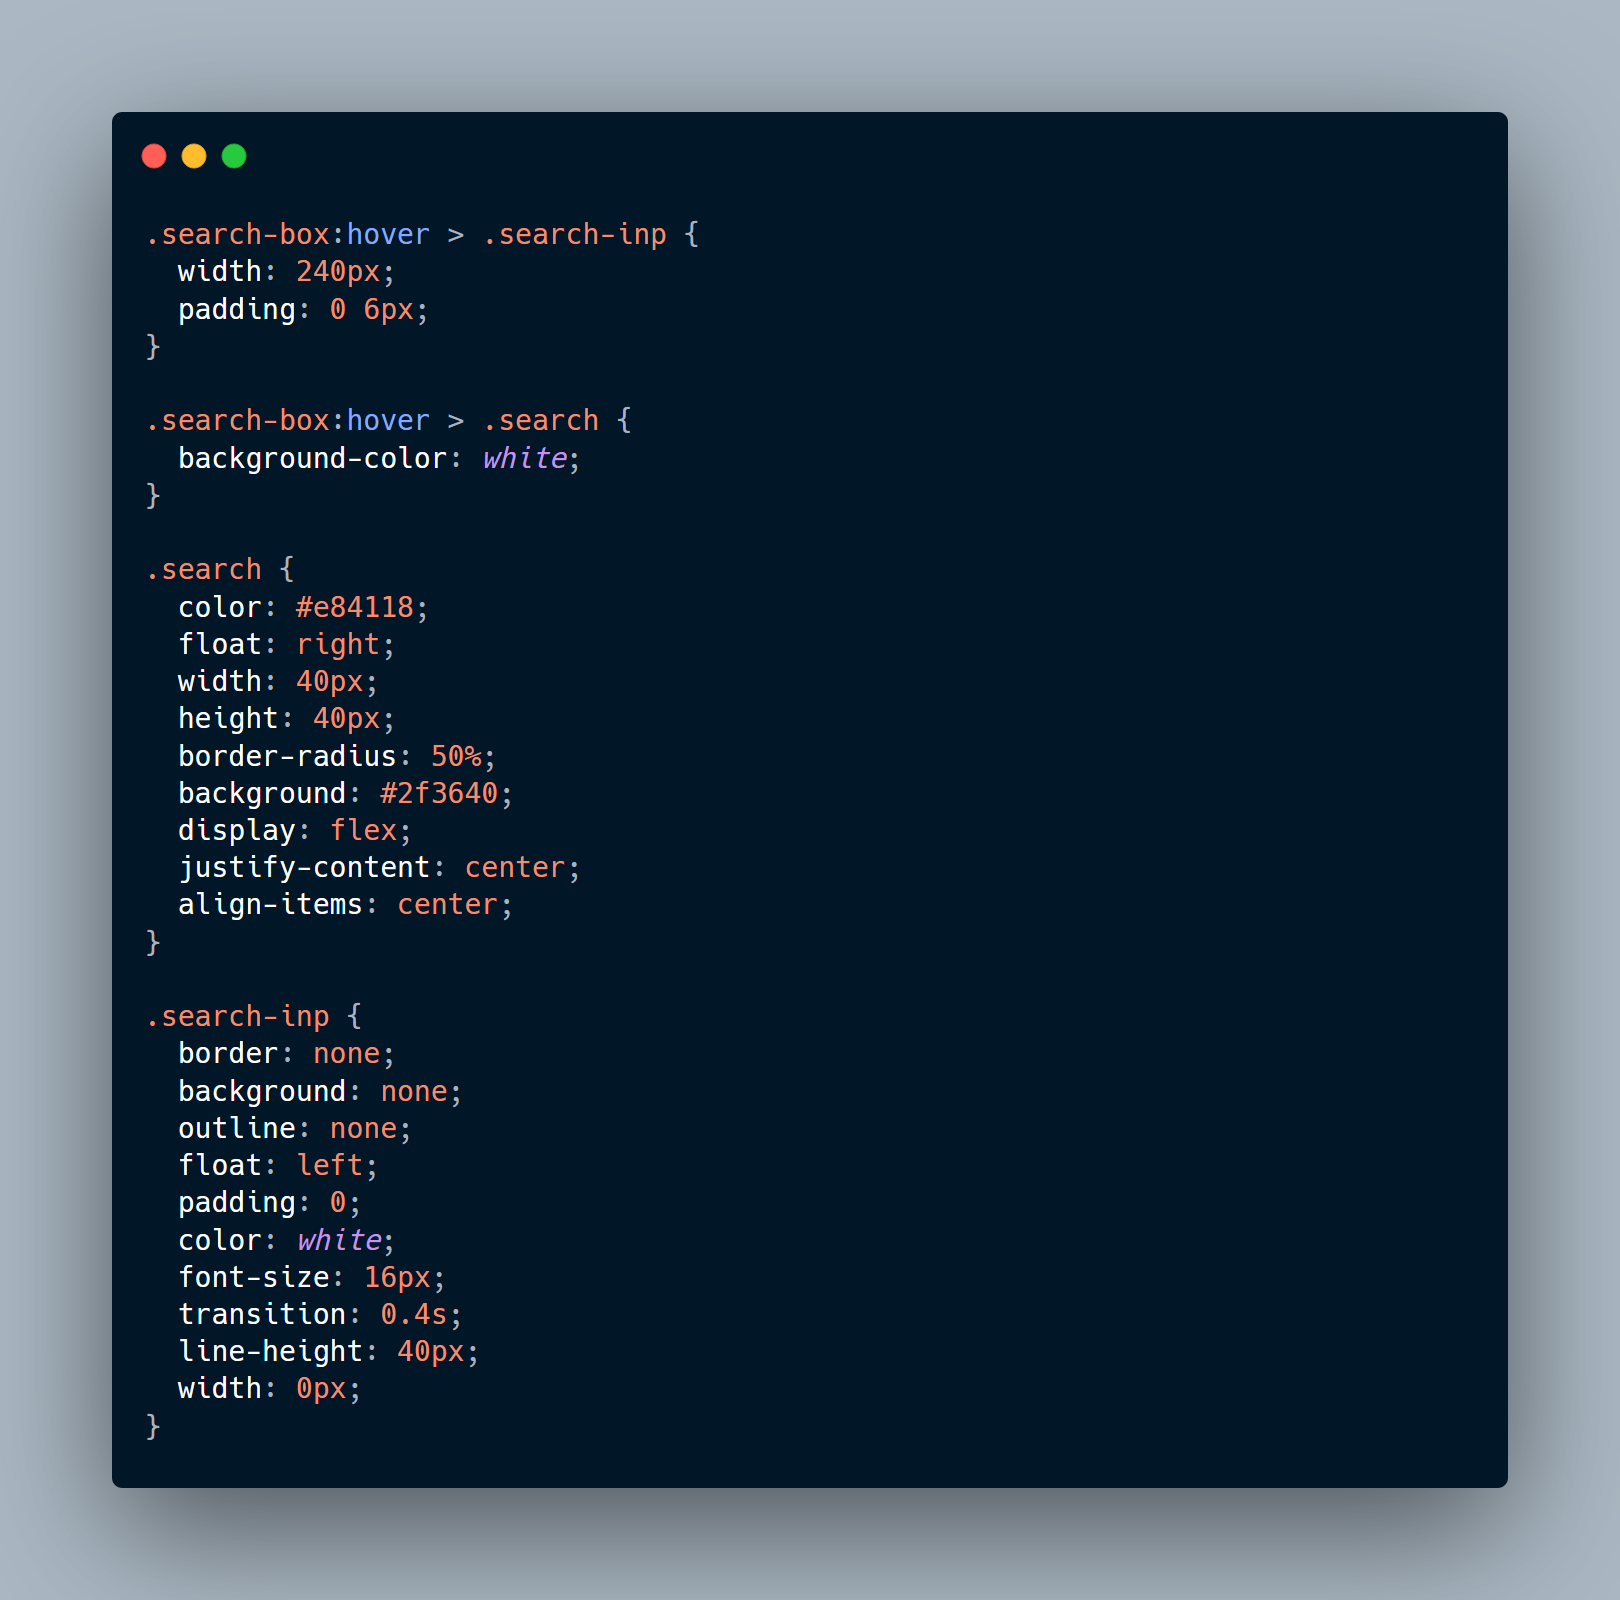 .search-box:hover > .search-inp {
  width: 240px;
  padding: 0 6px;
}

.search-box:hover > .search {
  background-color: white;
}

.search {
  color: #e84118;
  float: right;
  width: 40px;
  height: 40px;
  border-radius: 50%;
  background: #2f3640;
  display: flex;
  justify-content: center;
  align-items: center;
}

.search-inp {
  border: none;
  background: none;
  outline: none;
  float: left;
  padding: 0;
  color: white;
  font-size: 16px;
  transition: 0.4s;
  line-height: 40px;
  width: 0px;
}